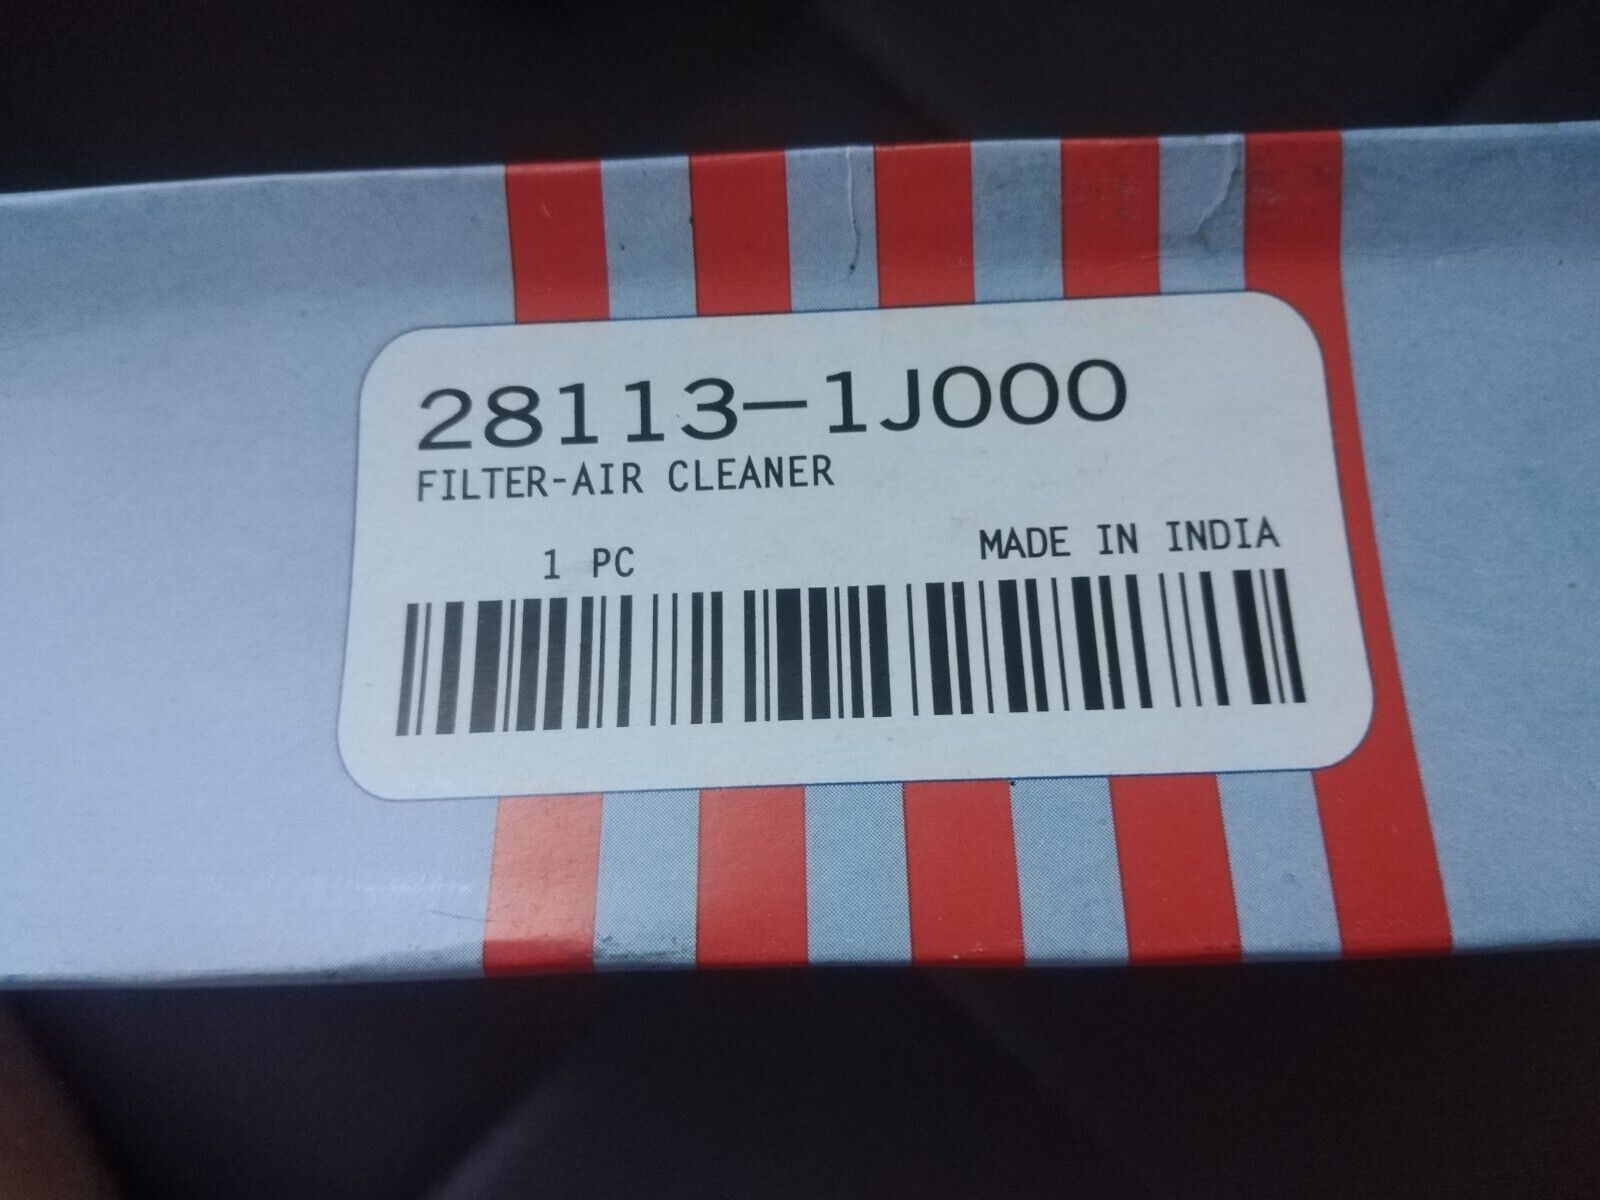 28113-1J000
FILTER-AIR CLEANER
1 PC
MADE IN INDIA